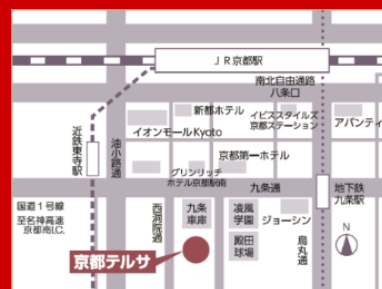 JR京都駅
南北自由通路
八条口
新都ホテル
イビススタイルズ
京都ステーション
アバンティ
イオンモールKyoto
近鉄東寺駅
油小路通
京都第一ホテル
グリンリッチ
ホテル京都駅南
九条通
地下鉄
九条駅
国道1号線
至名神高速
京都南I.C.
西洞院通
九条
車庫
凌風
学園
ジョーシン
殿田
球場
烏丸通
N
京都テルサ